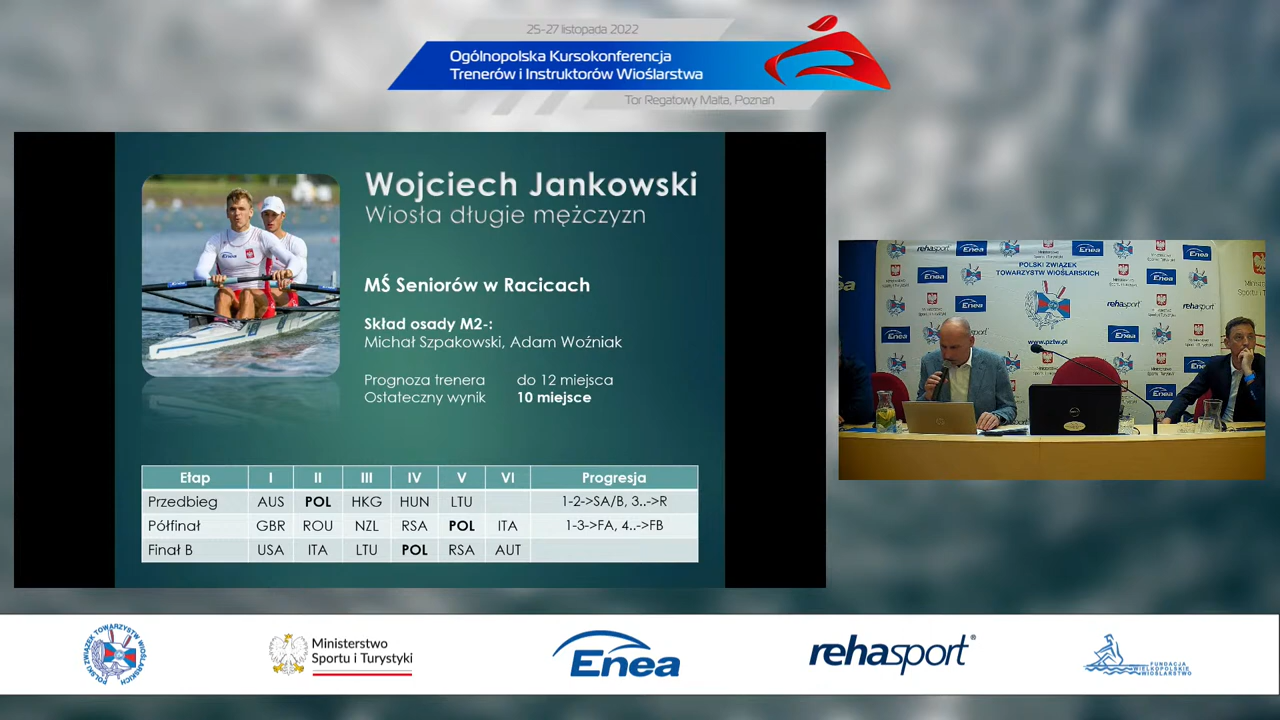 25-27 listopada 2022
Ogólnopolska Kursokonferencja
Trenerów i Instruktorów Wioślarstwa
Tor Regatowy Malta, Poznań
Wojciech Jankowski
Wiosła długie mężczyzn
MŚ Seniorów w Racicach
Skład osady M2-:
Michał Szpakowski, Adam Woźniak
Prognoza trenera do 12 miejsca
Ostateczny wynik 10 miejsce
Etap I II III IV V VI Progresja
Przedbieg AUS POL HKG HUN LTU 1-2->SA/B, 3..->R
Półfinał GBR ROU NZL RSA POL ITA 1-3->FA, 4..->FB
Finał B USA ITA LTU POL RSA AUT
POLSKI ZWIĄZEK
TOWARZYSTW WIOŚLARSKICH
www.pztw.pl
rehasport
Enea
POLSKI ZWIĄZEK TOWARZYSTW WIOŚLARSKICH
Ministerstwo
Sportu i Turystyki
Enea
rehasport
FUNDACJA
WIELKOPOLSKIE
WIOŚLARSTWO